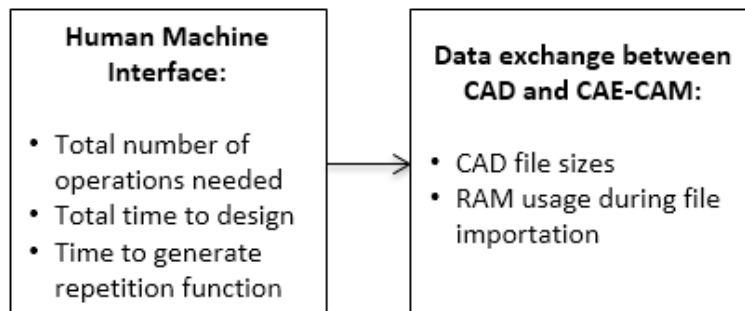 Human Machine
Interface:
• Total number of
operations needed
• Total time to design
• Time to generate
repetition function
Data exchange between
CAD and CAE-CAM:
• CAD file sizes
• RAM usage during file
importation